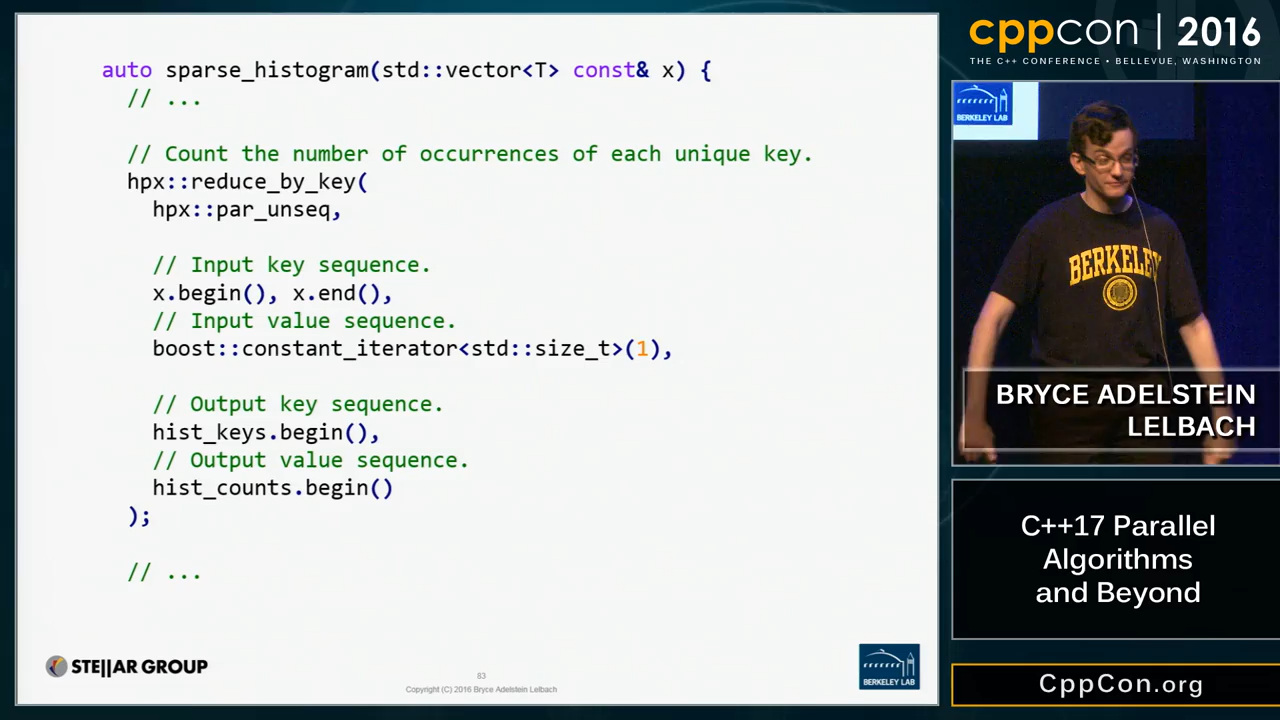 auto sparse_histogram(std::vector<T> const& x) {
// ...
// Count the number of occurrences of each unique key.
hpx::reduce_by_key(
hpx::par_unseq,
// Input key sequence.
x.begin(), x.end(),
// Input value sequence.
boost::constant_iterator<std::size_t>(1),
// Output key sequence.
hist_keys.begin(),
// Output value sequence.
hist_counts.begin()
);
// ...
STE||AR GROUP
83
Copyright (C) 2016 Bryce Adelstein Lelbach
BERKELEY LAB
cppcon | 2016
THE C++ CONFERENCE • BELLEVUE, WASHINGTON
BERKELEY LAB
BERKELEY
BRYCE ADELSTEIN
LELBACH
C++17 Parallel
Algorithms
and Beyond
CppCon.org